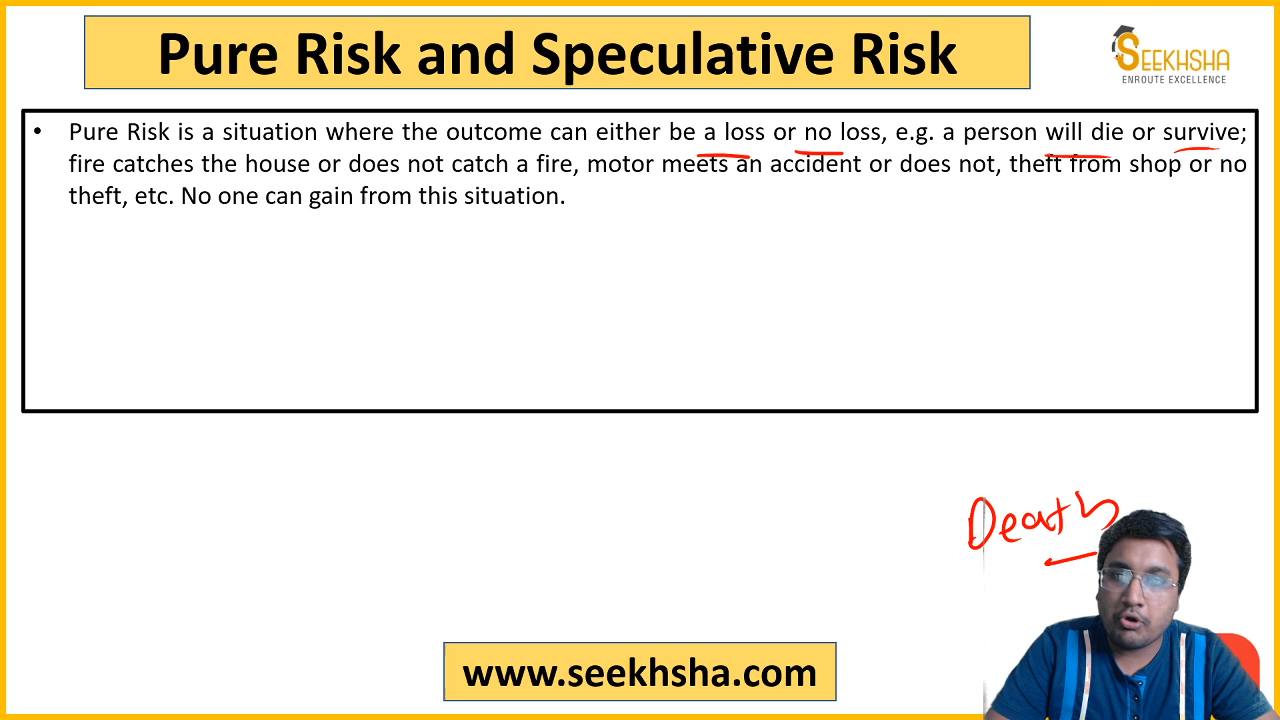 Pure Risk and Speculative Risk
SEEKHSHA
ENROUTE EXCELLENCE
• Pure Risk is a situation where the outcome can either be a loss or no loss, e.g. a person will die or survive;
fire catches the house or does not catch a fire, motor meets an accident or does not, theft from shop or no
theft, etc. No one can gain from this situation.
Death
www.seekhsha.com